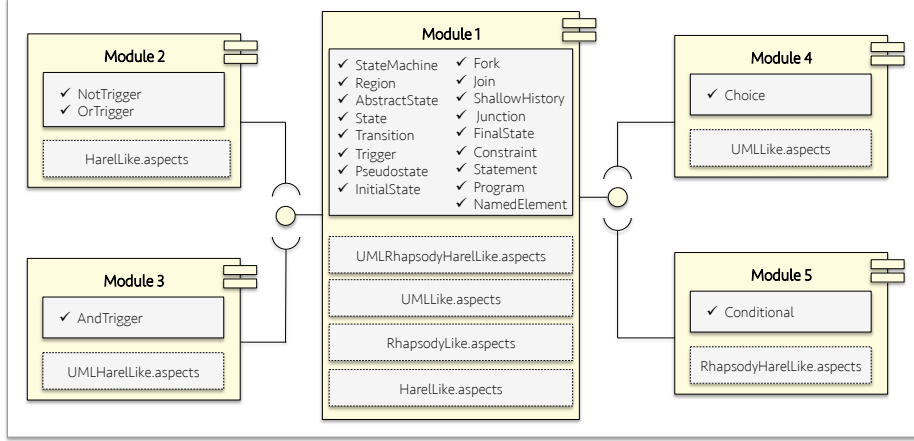 Module 2
✓ NotTrigger
✓ OrTrigger
HarelLike.aspects
Module 3
✓ AndTrigger
UMLHarelLike.aspects
Module 1
✓ StateMachine
✓ Region
✓ AbstractState
✓ State
✓ Transition
✓ Trigger
✓ Pseudostate
✓ InitialState
✓ Fork
✓ Join
✓ ShallowHistory
✓ Junction
✓ FinalState
✓ Constraint
✓ Statement
✓ Program
✓ NamedElement
UMLRhapsodyHarelLike.aspects
UMLLike.aspects
RhapsodyLike.aspects
HarelLike.aspects
Module 4
✓ Choice
UMLLike.aspects
Module 5
✓ Conditional
RhapsodyHarelLike.aspects